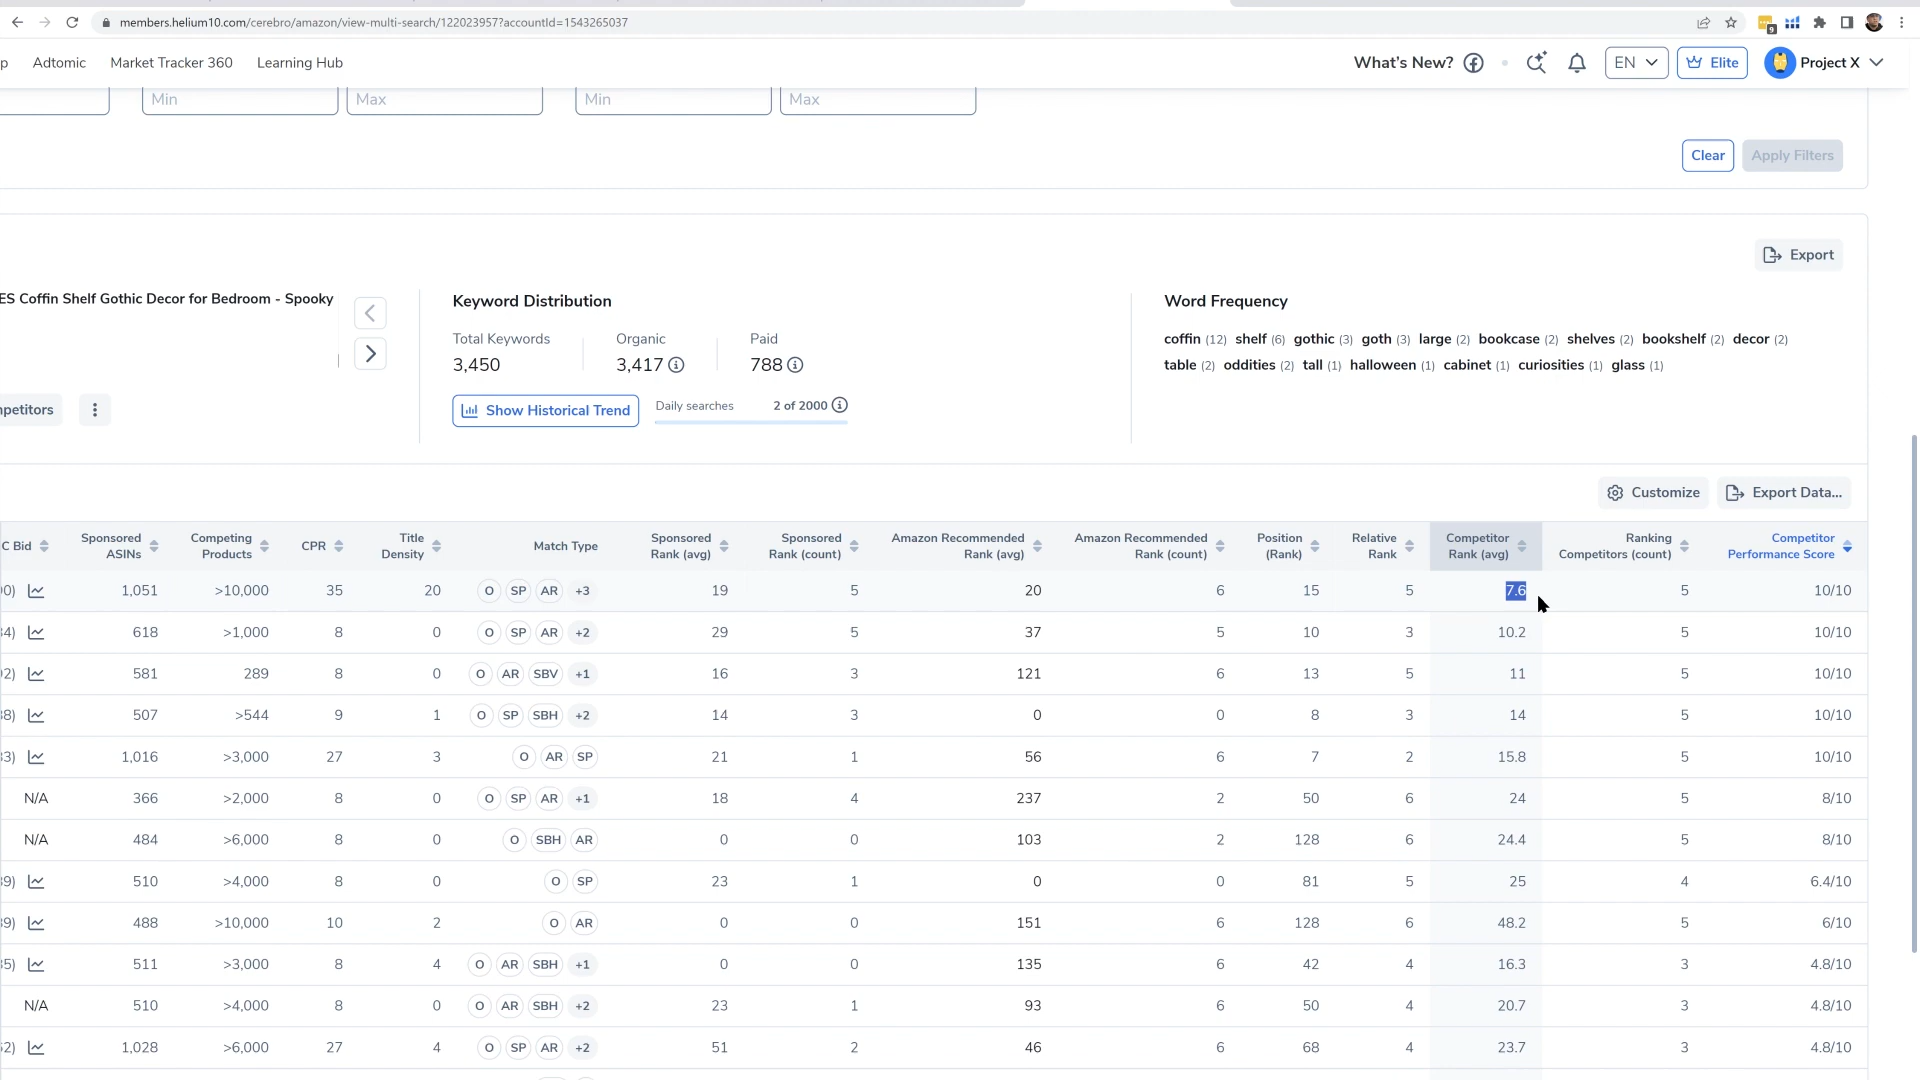 members.helium10.com/cerebro/amazon/view-multi-search/122023957?accountId=1543265037
9
p Adtomic Market Tracker 360 Learning Hub What's New? EN Elite Project X
Min Max Min Max
Clear Apply Filters
Export
ES Coffin Shelf Gothic Decor for Bedroom - Spooky
npetitors
Keyword Distribution
Total Keywords Organic Paid
3,450 3,417 788
Show Historical Trend Daily searches 2 of 2000
Word Frequency
coffin (12) shelf (6) gothic (3) goth (3) large (2) bookcase (2) shelves (2) bookshelf (2) decor (2)
table (2) oddities (2) tall (1) halloween (1) cabinet (1) curiosities (1) glass (1)
Customize Export Data...
C Bid Sponsored ASINs Competing Products CPR Title Density Match Type Sponsored Rank (avg) Sponsored Rank (count) Amazon Recommended Rank (avg) Amazon Recommended Rank (count) Position (Rank) Relative Rank Competitor Rank (avg) Ranking Competitors (count) Competitor Performance Score
00) 1,051 >10,000 35 20 O SP AR +3 19 5 20 6 15 5 7.6 5 10/10
34) 618 >1,000 8 0 O SP AR +2 29 5 37 5 10 3 10.2 5 10/10
92) 581 289 8 0 O AR SBV +1 16 3 121 6 13 5 11 5 10/10
38) 507 >544 9 1 O SP SBH +2 14 3 0 0 8 3 14 5 10/10
33) 1,016 >3,000 27 3 O AR SP 21 1 56 6 7 2 15.8 5 10/10
N/A 366 >2,000 8 0 O SP AR +1 18 4 237 2 50 6 24 5 8/10
N/A 484 >6,000 8 0 O SBH AR 0 0 103 2 128 6 24.4 5 8/10
39) 510 >4,000 8 0 O SP 23 1 0 0 81 5 25 4 6.4/10
39) 488 >10,000 10 2 O AR 0 0 151 6 128 6 48.2 5 6/10
35) 511 >3,000 8 4 O AR SBH +1 0 0 135 6 42 4 16.3 3 4.8/10
N/A 510 >4,000 8 0 O AR SBH +2 23 1 93 6 50 4 20.7 3 4.8/10
52) 1,028 >6,000 27 4 O SP AR +2 51 2 46 6 68 4 23.7 3 4.8/10